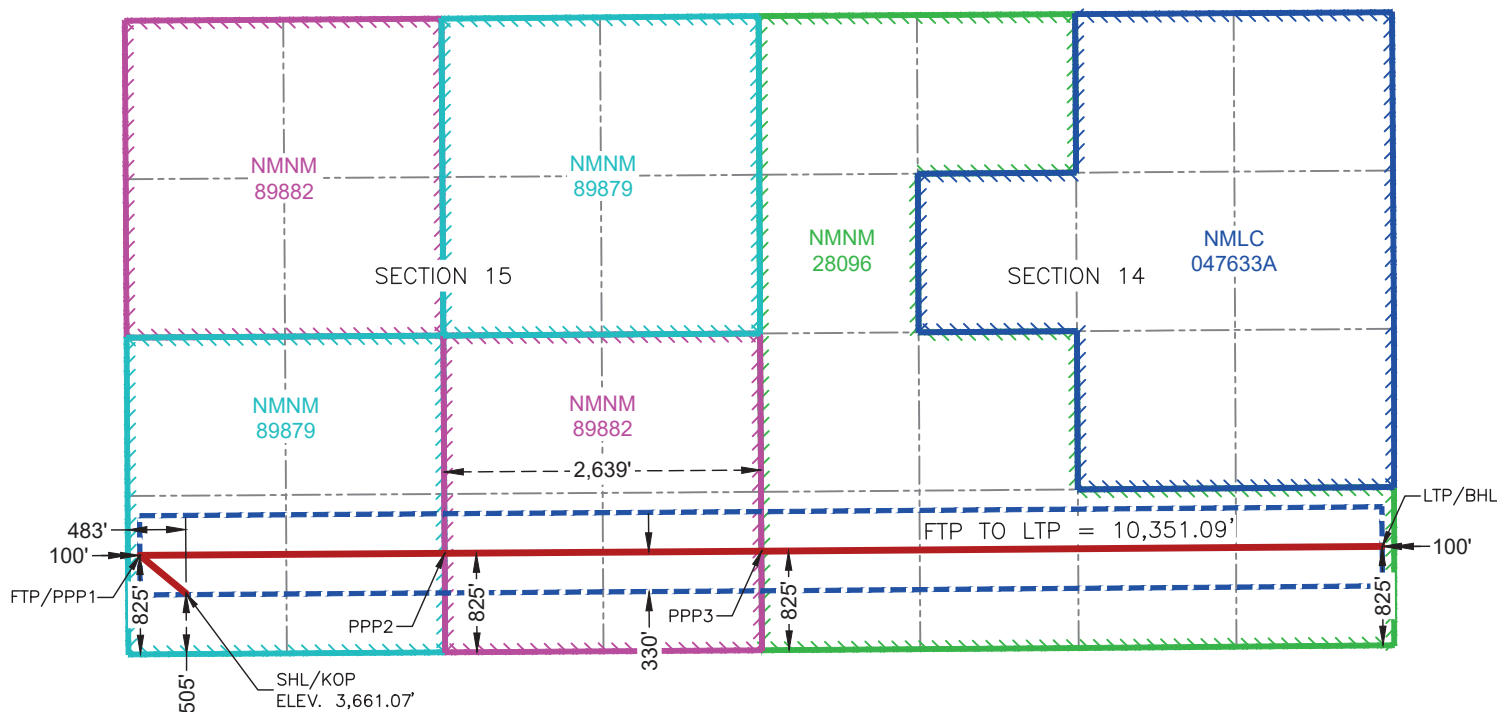 NMNM
89882
NMNM
89879
NMNM
28096
NMLC
047633A
SECTION 15
SECTION 14
NMNM
89879
NMNM
89882
2,639'
LTP/BHL
483'
FTP TO LTP = 10,351.09'
100'
100'
FTP/PPP1
825'
PPP2
825'
330'
PPP3
825'
825'
505'
SHL/KOP
ELEV. 3,661.07'